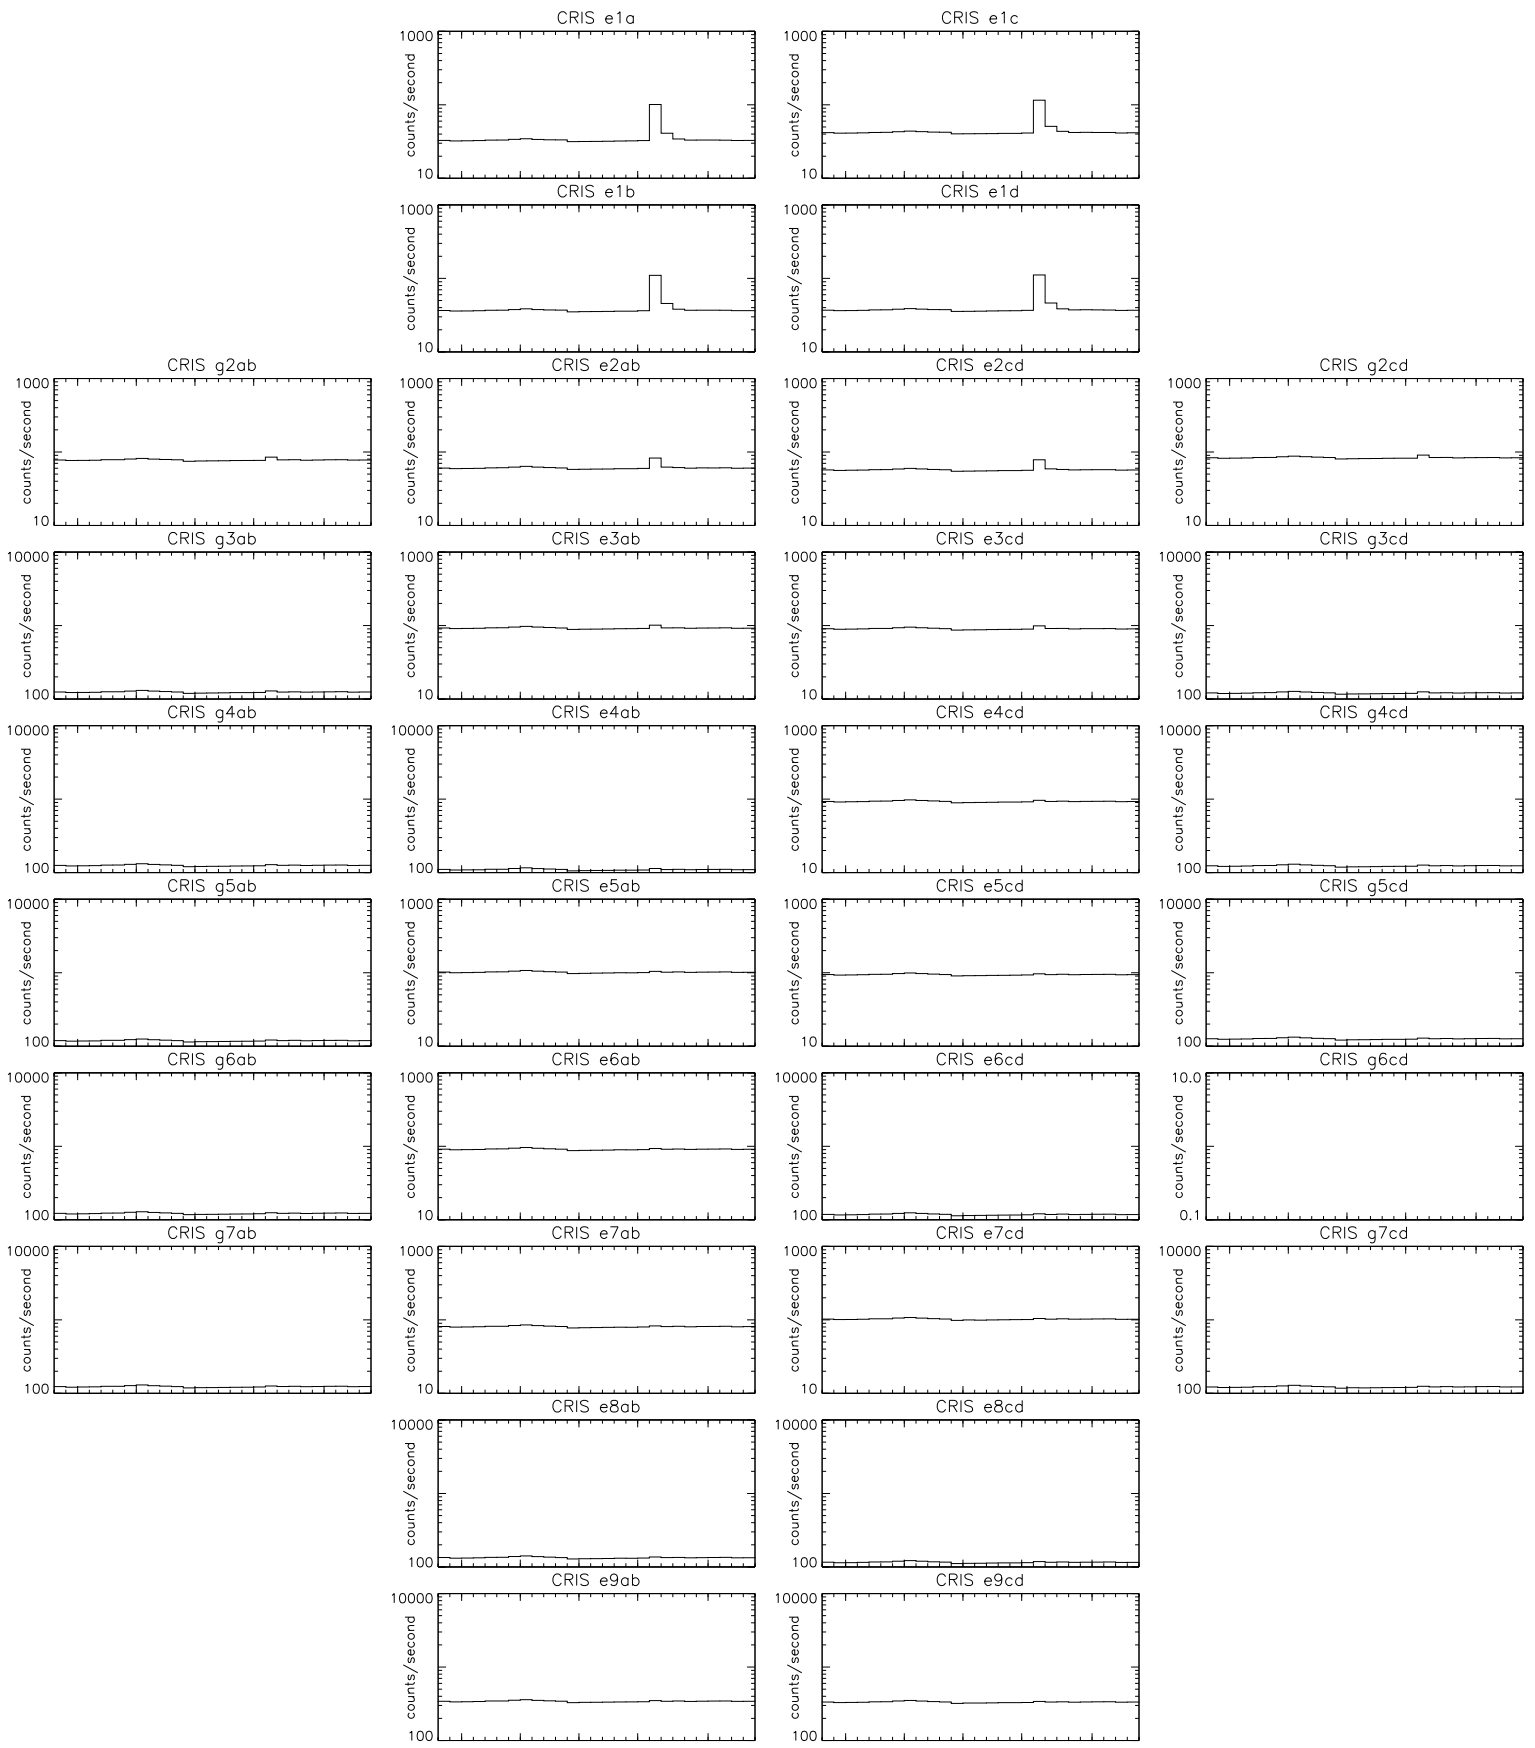 CRIS e1a
CRIS e1c
1000
counts/second
10
1000
counts/second
10
CRIS e1b
CRIS e1d
1000
counts/second
10
1000
counts/second
10
CRIS g2ab
CRIS e2ab
CRIS e2cd
CRIS g2cd
1000
counts/second
10
1000
counts/second
10
1000
counts/second
10
1000
counts/second
10
CRIS g3ab
CRIS e3ab
CRIS e3cd
CRIS g3cd
10000
counts/second
100
1000
counts/second
10
1000
counts/second
10
10000
counts/second
100
CRIS g4ab
CRIS e4ab
CRIS e4cd
CRIS g4cd
10000
counts/second
100
10000
counts/second
100
1000
counts/second
10
10000
counts/second
100
CRIS g5ab
CRIS e5ab
CRIS e5cd
CRIS g5cd
10000
counts/second
100
1000
counts/second
10
1000
counts/second
10
10000
counts/second
100
CRIS g6ab
CRIS e6ab
CRIS e6cd
CRIS g6cd
10000
counts/second
100
1000
counts/second
10
10000
counts/second
100
10.0
counts/second
0.1
CRIS g7ab
CRIS e7ab
CRIS e7cd
CRIS g7cd
10000
counts/second
100
1000
counts/second
10
1000
counts/second
10
10000
counts/second
100
CRIS e8ab
CRIS e8cd
10000
counts/second
100
10000
counts/second
100
CRIS e9ab
CRIS e9cd
10000
counts/second
100
10000
counts/second
100